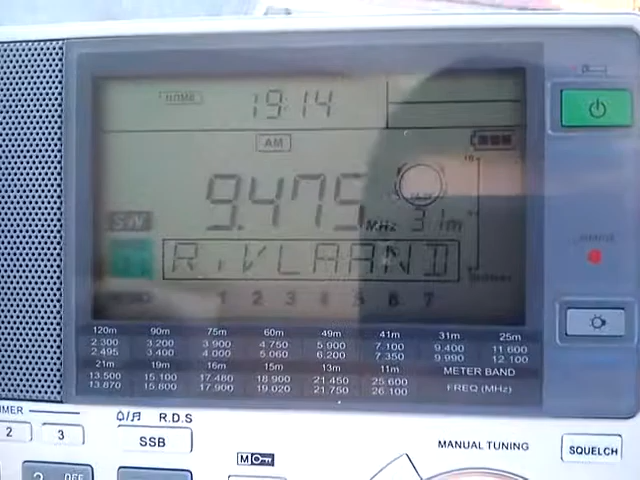 HOME 19:14
AM
9.475 MHz 31m
S.W
R.VLAAND
1 2 3 4 5 6 7
120m 90m 75m 60m 49m 41m 31m 25m
2.300 3.200 3.900 4.750 5.900 7.100 9.400 11.600
2.495 3.400 4.000 5.060 6.200 7.350 9.990 12.100
21m 19m 16m 15m 13m 11m METER BAND
13.500 15.100 17.480 18.900 21.450 25.600 FREQ.(MHz)
13.870 15.800 17.900 19.020 21.750 26.100
R.D.S
2 3 SSB
MANUAL TUNING
SQUELCH
M
OFF